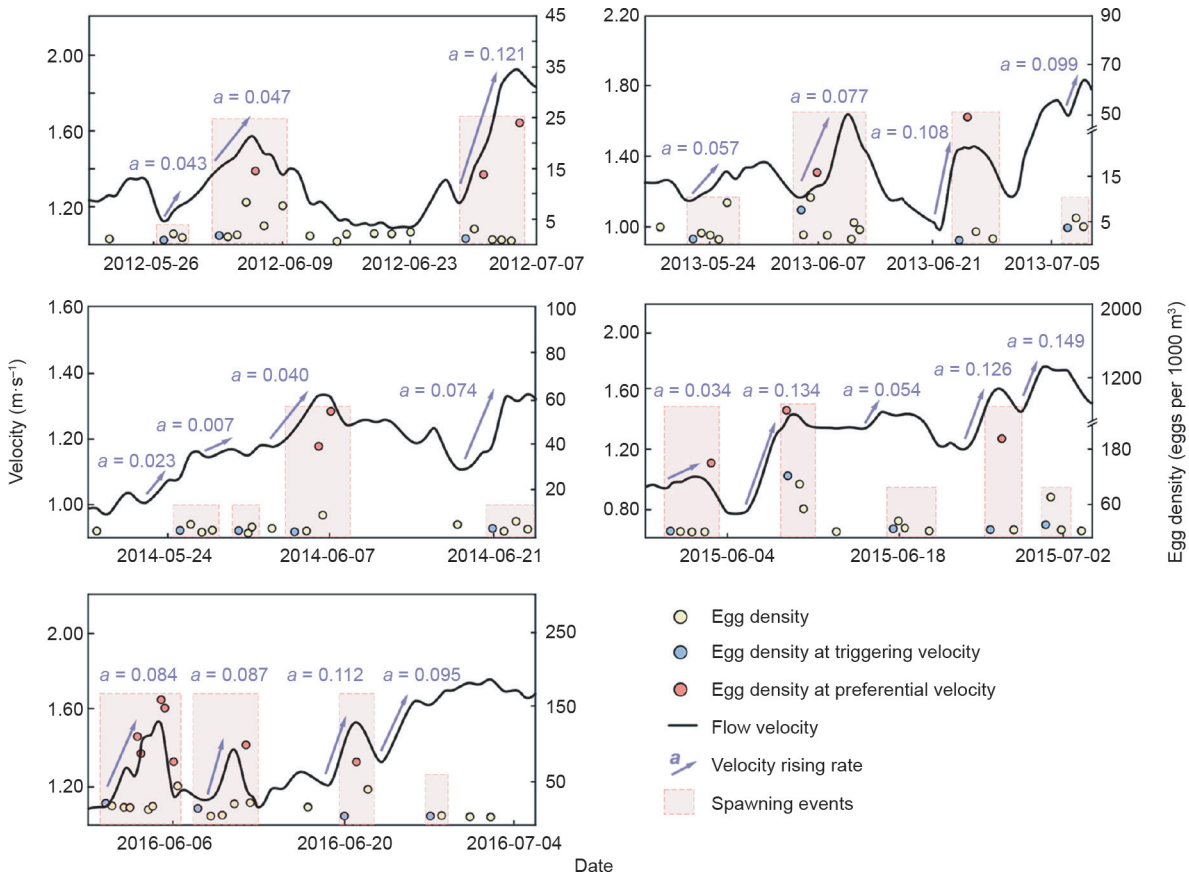 45
2.00
35
1.60
25
15
1.20
5
a = 0.043
a = 0.047
a = 0.121
2012-05-26
2012-06-09
2012-06-23
2012-07-07
2.20
90
1.80
70
50
1.40
15
1.00
5
a = 0.057
a = 0.077
a = 0.108
a = 0.099
2013-05-24
2013-06-07
2013-06-21
2013-07-05
1.60
100
80
1.40
60
1.20
40
1.00
20
a = 0.023
a = 0.007
a = 0.040
a = 0.074
2014-05-24
2014-06-07
2014-06-21
2000
2.00
1200
1.60
1.20
180
0.80
60
a = 0.034
a = 0.134
a = 0.054
a = 0.126
a = 0.149
2015-06-04
2015-06-18
2015-07-02
2.00
250
1.60
150
1.20
50
a = 0.084
a = 0.087
a = 0.112
a = 0.095
2016-06-06
2016-06-20
2016-07-04
Velocity (m·s⁻¹)
Egg density (eggs per 1000 m³)
Date
Egg density
Egg density at triggering velocity
Egg density at preferential velocity
Flow velocity
a
Velocity rising rate
Spawning events